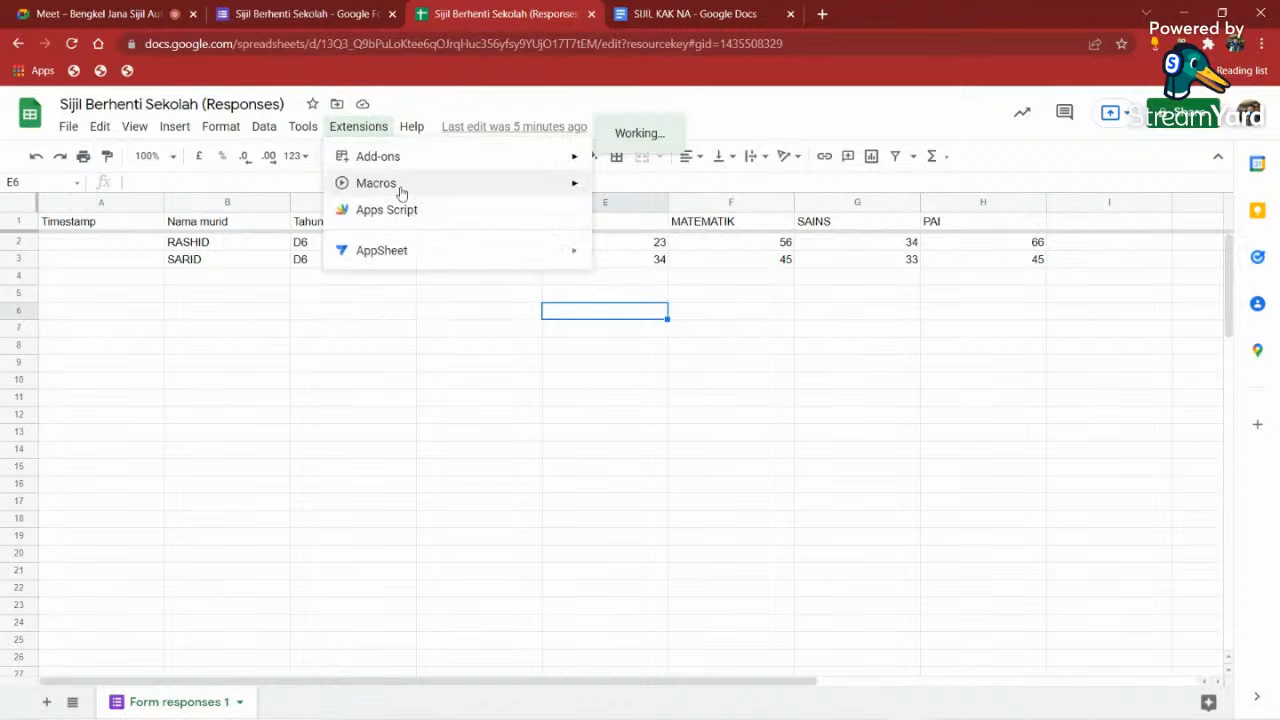 Meet – Bengkel Jana Sijil Aut
Sijil Berhenti Sekolah - Google Fo
Sijil Berhenti Sekolah (Responses
SIJIL KAK NA - Google Docs
docs.google.com/spreadsheets/d/13Q3_Q9bPuLoKtee6qOJrqHuc356yfsy9YUjO17T7tEM/edit?resourcekey#gid=1435508329
Powered by
StreamYard
Apps
Reading list
Sijil Berhenti Sekolah (Responses)
File Edit View Insert Format Data Tools Extensions Help Last edit was 5 minutes ago
Working...
Share
100% £ % .0 .00 123
E6 fx
Add-ons
Macros
Apps Script
AppSheet
A B E F G H I
1 Timestamp Nama murid Tahun MATEMATIK SAINS PAI
2 RASHID D6 23 56 34 66
3 SARID D6 34 45 33 45
4
5
6
7
8
9
10
11
12
13
14
15
16
17
18
19
20
21
22
23
24
25
26
27
Form responses 1